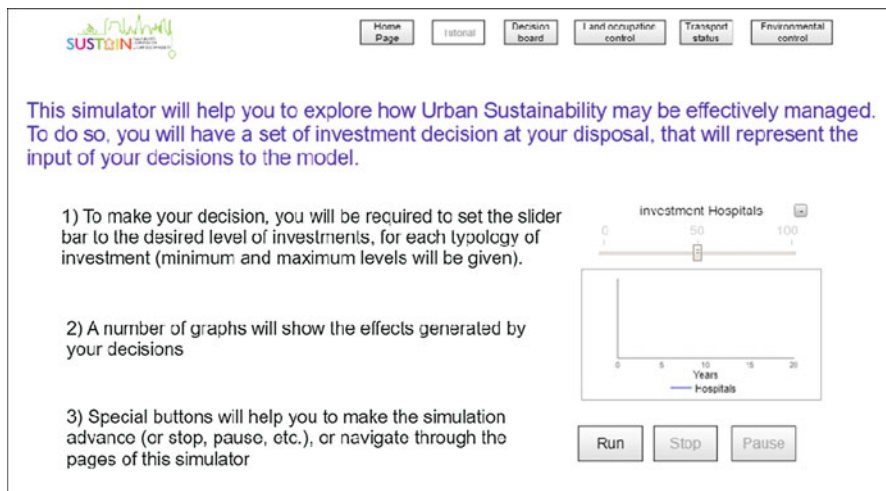 SUSTAIN
Home Page
Tutorial
Decision board
Land occupation control
Transport status
Environmental control
This simulator will help you to explore how Urban Sustainability may be effectively managed.
To do so, you will have a set of investment decision at your disposal, that will represent the
input of your decisions to the model.
1) To make your decision, you will be required to set the slider
bar to the desired level of investments, for each typology of
investment (minimum and maximum levels will be given).
investment Hospitals
0 50 100
2) A number of graphs will show the effects generated by
your decisions
0 5 10 15 20
Years
Hospitals
3) Special buttons will help you to make the simulation
advance (or stop, pause, etc.), or navigate through the
pages of this simulator
Run
Stop
Pause